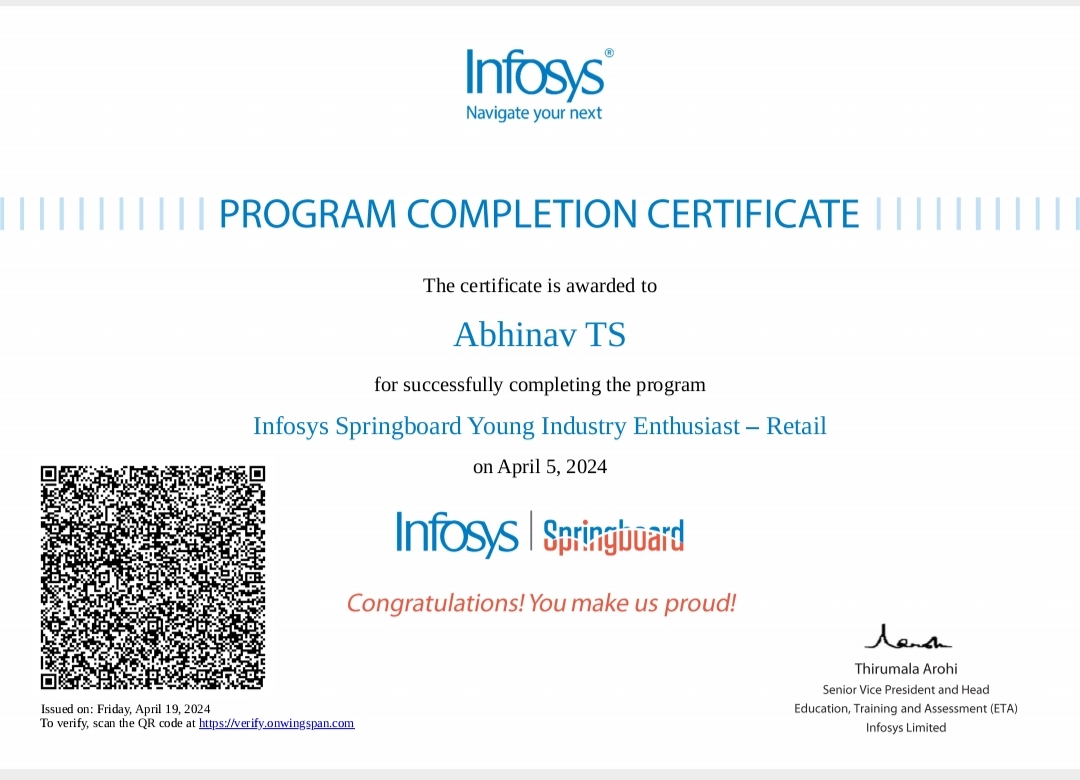 Infosys®
Navigate your next
PROGRAM COMPLETION CERTIFICATE
The certificate is awarded to
Abhinav TS
for successfully completing the program
Infosys Springboard Young Industry Enthusiast – Retail
on April 5, 2024
Infosys | Springboard
Congratulations! You make us proud!
Thirumala Arohi
Senior Vice President and Head
Education, Training and Assessment (ETA)
Infosys Limited
Issued on: Friday, April 19, 2024
To verify, scan the QR code at https://verify.onwingspan.com